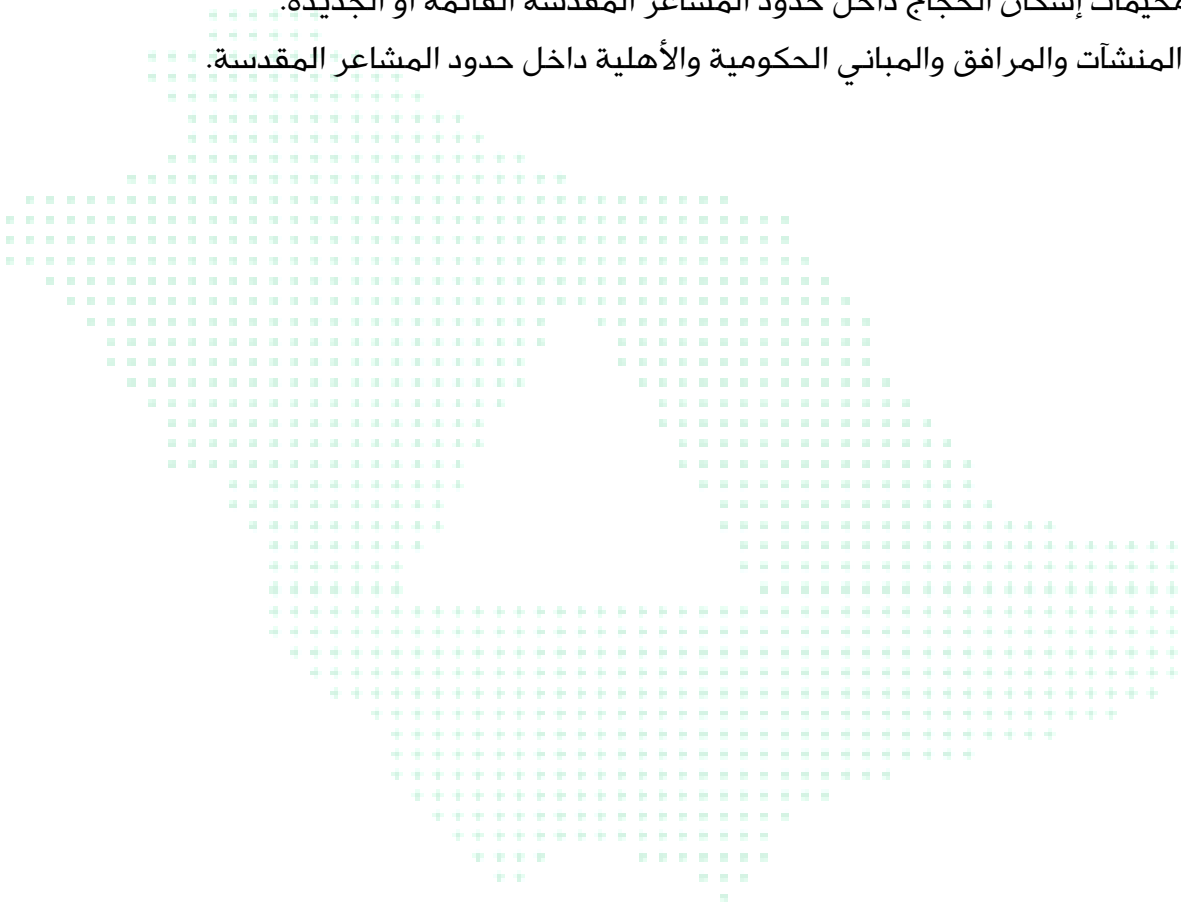 مخيمات إسكان الحجاج داخل حدود المشاعر المقدسة القائمة أو الجديدة.
المنشآت والمرافق والمباني الحكومية والأهلية داخل حدود المشاعر المقدسة.